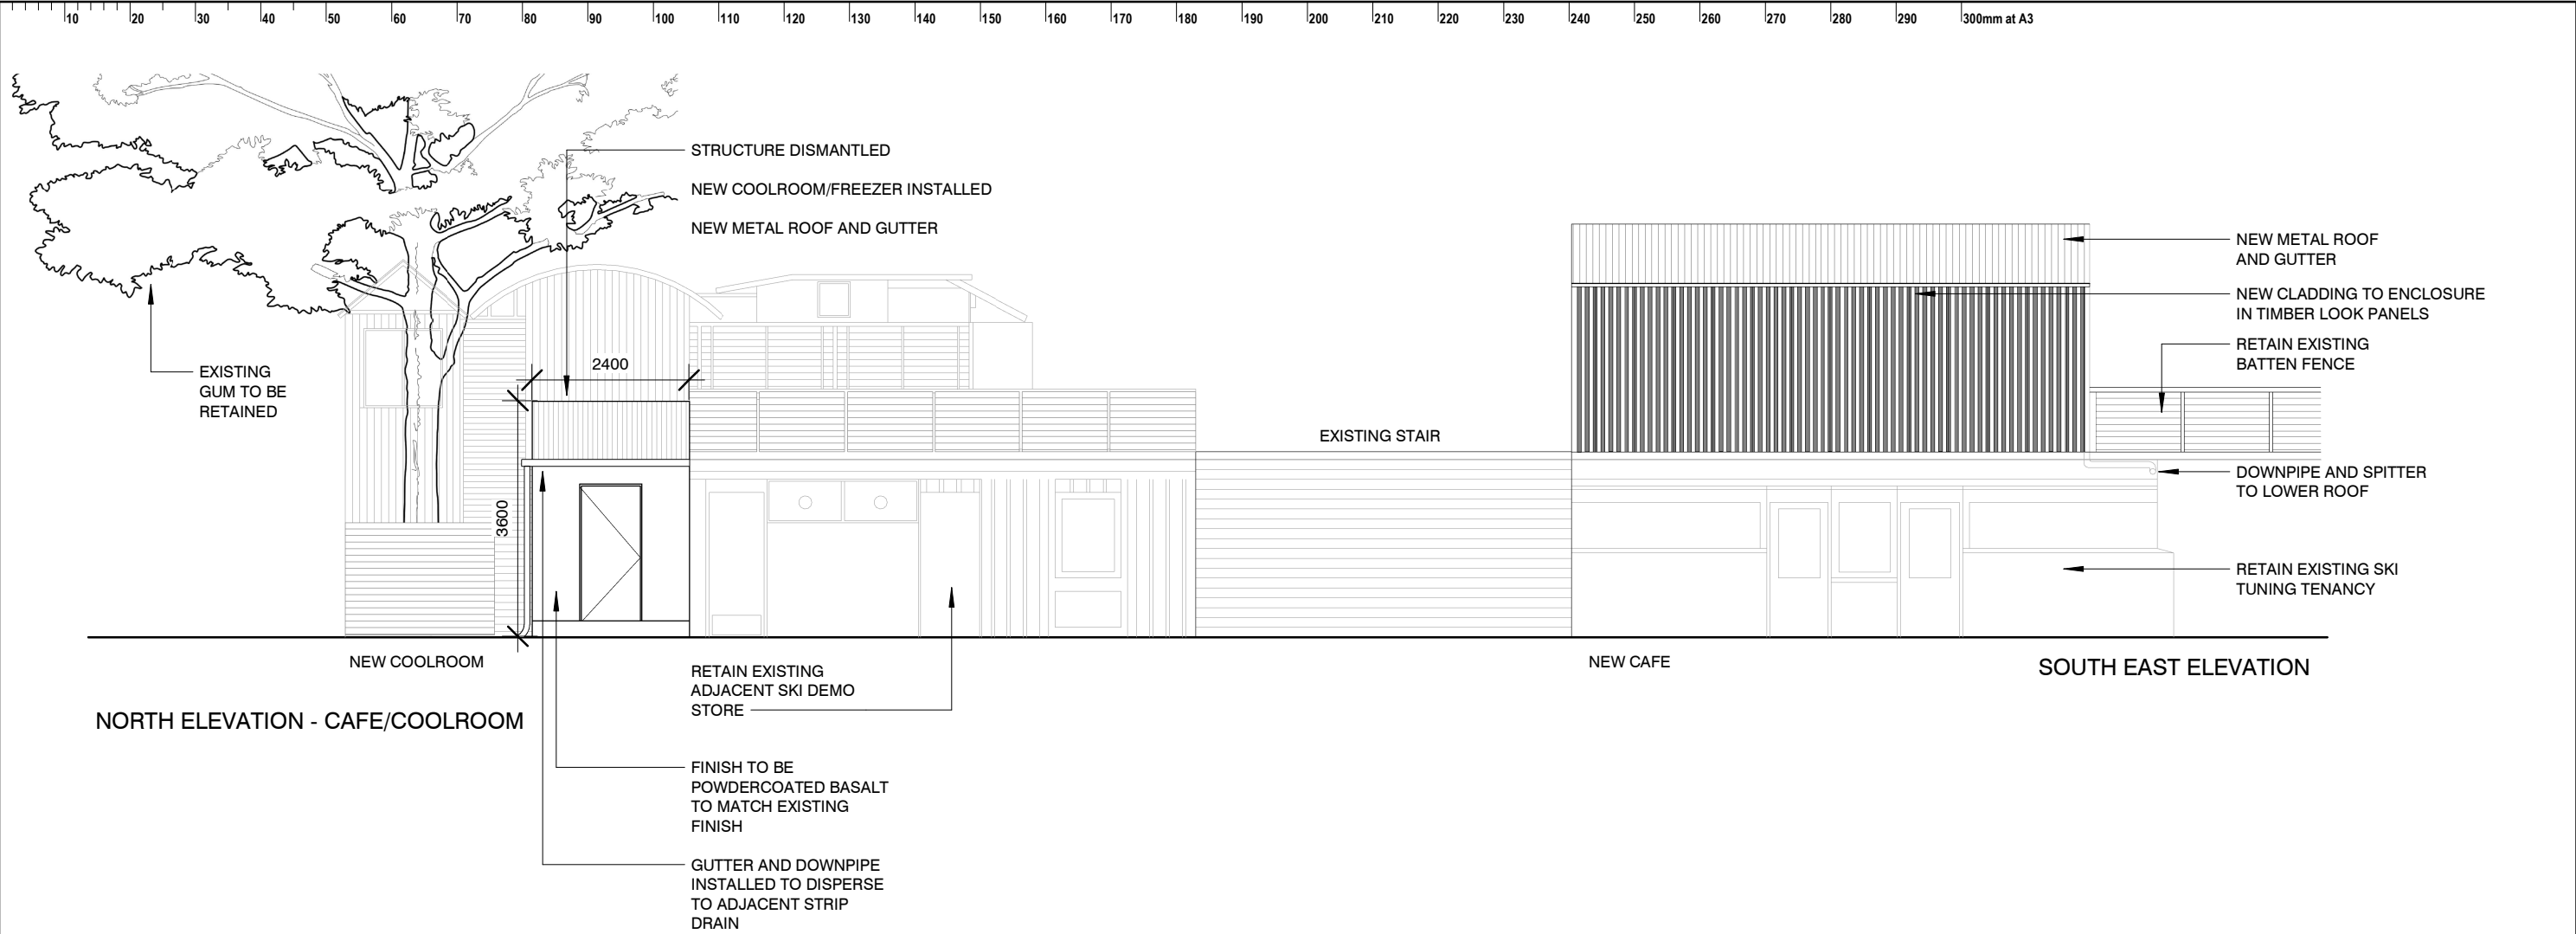 10 20 30 40 50 60 70 80 90 100 110 120 130 140 150 160 170 180 190 200 210 220 230 240 250 260 270 280 290 300mm at A3
STRUCTURE DISMANTLED
NEW COOLROOM/FREEZER INSTALLED
NEW METAL ROOF AND GUTTER
EXISTING
GUM TO BE
RETAINED
2400
3600
EXISTING STAIR
NEW METAL ROOF
AND GUTTER
NEW CLADDING TO ENCLOSURE
IN TIMBER LOOK PANELS
RETAIN EXISTING
BATTEN FENCE
DOWNPIPE AND SPITTER
TO LOWER ROOF
RETAIN EXISTING SKI
TUNING TENANCY
NEW COOLROOM
NORTH ELEVATION - CAFE/COOLROOM
RETAIN EXISTING
ADJACENT SKI DEMO
STORE
FINISH TO BE
POWDERCOATED BASALT
TO MATCH EXISTING
FINISH
GUTTER AND DOWNPIPE
INSTALLED TO DISPERSE
TO ADJACENT STRIP
DRAIN
NEW CAFE
SOUTH EAST ELEVATION